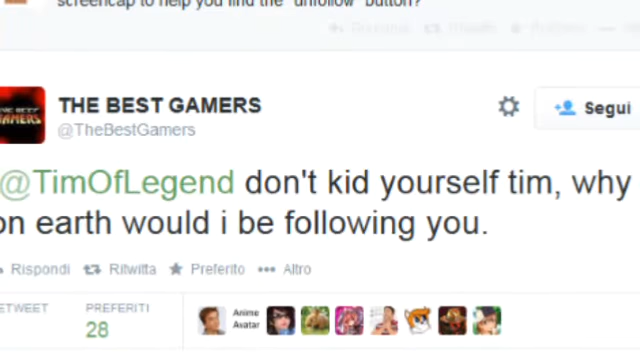 screencap to help you find the "unfollow" button?
THE BEST GAMERS
@TheBestGamers
Segui
@TimOfLegend don't kid yourself tim, why
on earth would i be following you.
Rispondi Ritwitta Preferito Altro
ETWEET PREFERITI
28
Anime
Avatar